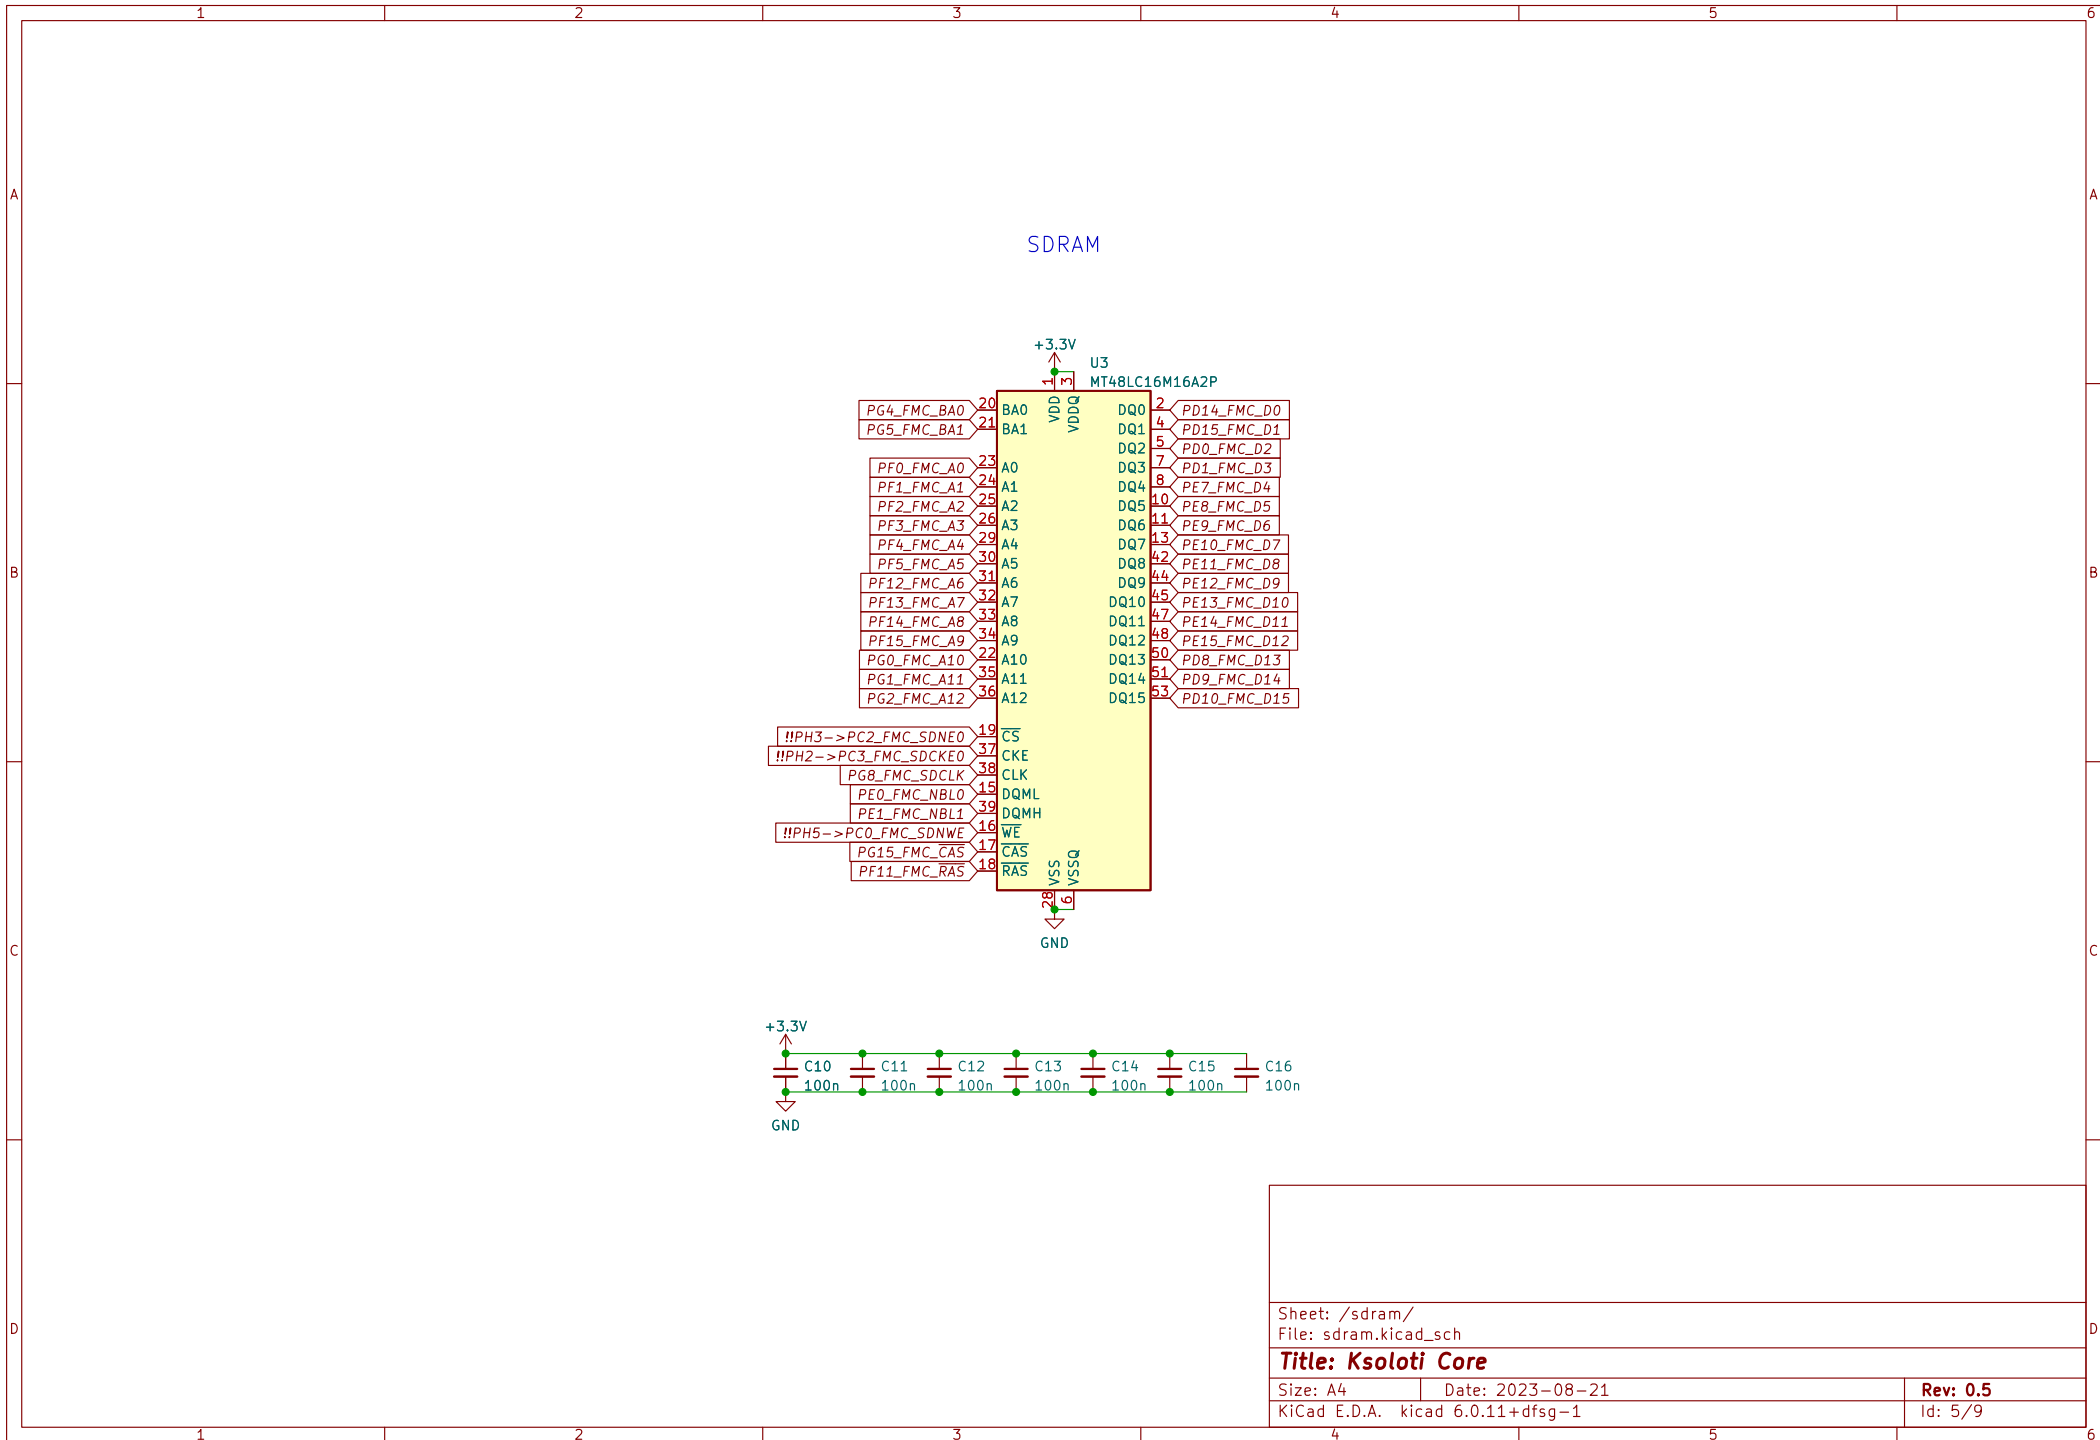 1 2 3 4 5 6
A A
SDRAM
+3.3V
U3
MT48LC16M16A2P
1 3
VDD VDDQ
PG4_FMC_BA0 20 BA0 DQ0 2 PD14_FMC_D0
PG5_FMC_BA1 21 BA1 DQ1 4 PD15_FMC_D1
DQ2 5 PD0_FMC_D2
PF0_FMC_A0 23 A0 DQ3 7 PD1_FMC_D3
PF1_FMC_A1 24 A1 DQ4 8 PE7_FMC_D4
PF2_FMC_A2 25 A2 DQ5 10 PE8_FMC_D5
PF3_FMC_A3 26 A3 DQ6 11 PE9_FMC_D6
PF4_FMC_A4 29 A4 DQ7 13 PE10_FMC_D7
PF5_FMC_A5 30 A5 DQ8 42 PE11_FMC_D8
B B
PF12_FMC_A6 31 A6 DQ9 44 PE12_FMC_D9
PF13_FMC_A7 32 A7 DQ10 45 PE13_FMC_D10
PF14_FMC_A8 33 A8 DQ11 47 PE14_FMC_D11
PF15_FMC_A9 34 A9 DQ12 48 PE15_FMC_D12
PG0_FMC_A10 22 A10 DQ13 50 PD8_FMC_D13
PG1_FMC_A11 35 A11 DQ14 51 PD9_FMC_D14
PG2_FMC_A12 36 A12 DQ15 53 PD10_FMC_D15
!!PH3->PC2_FMC_SDNE0 19 CS
!!PH2->PC3_FMC_SDCKE0 37 CKE
PG8_FMC_SDCLK 38 CLK
PE0_FMC_NBL0 15 DQML
PE1_FMC_NBL1 39 DQMH
!!PH5->PC0_FMC_SDNWE 16 WE
PG15_FMC_CAS 17 CAS
PF11_FMC_RAS 18 RAS
VSS VSSQ
28 6
GND
C C
+3.3V
C10 C11 C12 C13 C14 C15 C16
100n 100n 100n 100n 100n 100n 100n
GND
Sheet: /sdram/
File: sdram.kicad_sch
D D
Title: Ksoloti Core
Size: A4 Date: 2023-08-21 Rev: 0.5
KiCad E.D.A. kicad 6.0.11+dfsg-1 Id: 5/9
1 2 3 4 5 6